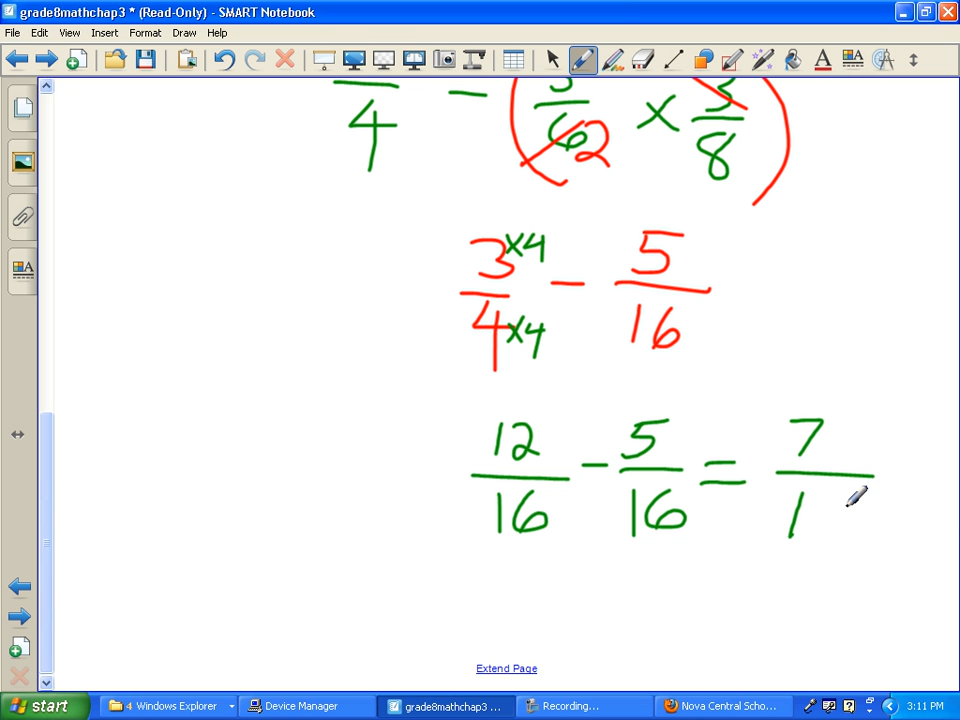 grade8mathchap3 * (Read-Only) - SMART Notebook
File Edit View Insert Format Draw Help
4 - ( 6 2 × 3/8 )
3 ×4 / 4 ×4 - 5/16
12/16 - 5/16 = 7/1
Extend Page
start 4 Windows Explorer Device Manager grade8mathchap3 ... Recording... Nova Central Scho... 3:11 PM